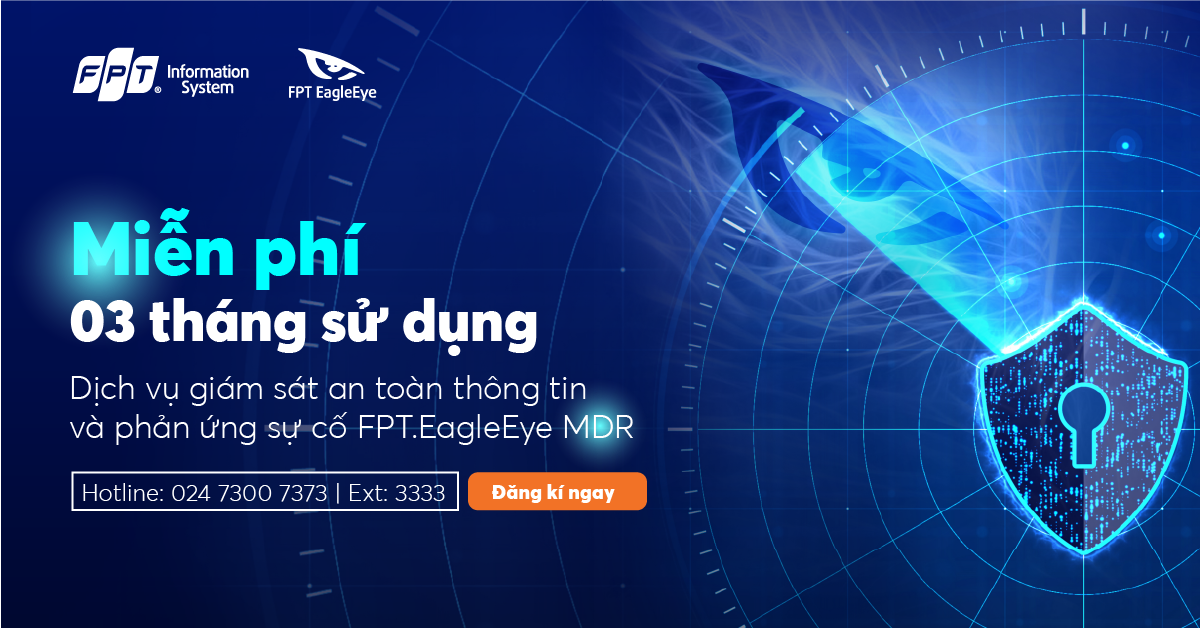 FPT® Information System
FPT EagleEye
Miễn phí
03 tháng sử dụng
Dịch vụ giám sát an toàn thông tin
và phản ứng sự cố FPT.EagleEye MDR
Hotline: 024 7300 7373 | Ext: 3333
Đăng kí ngay